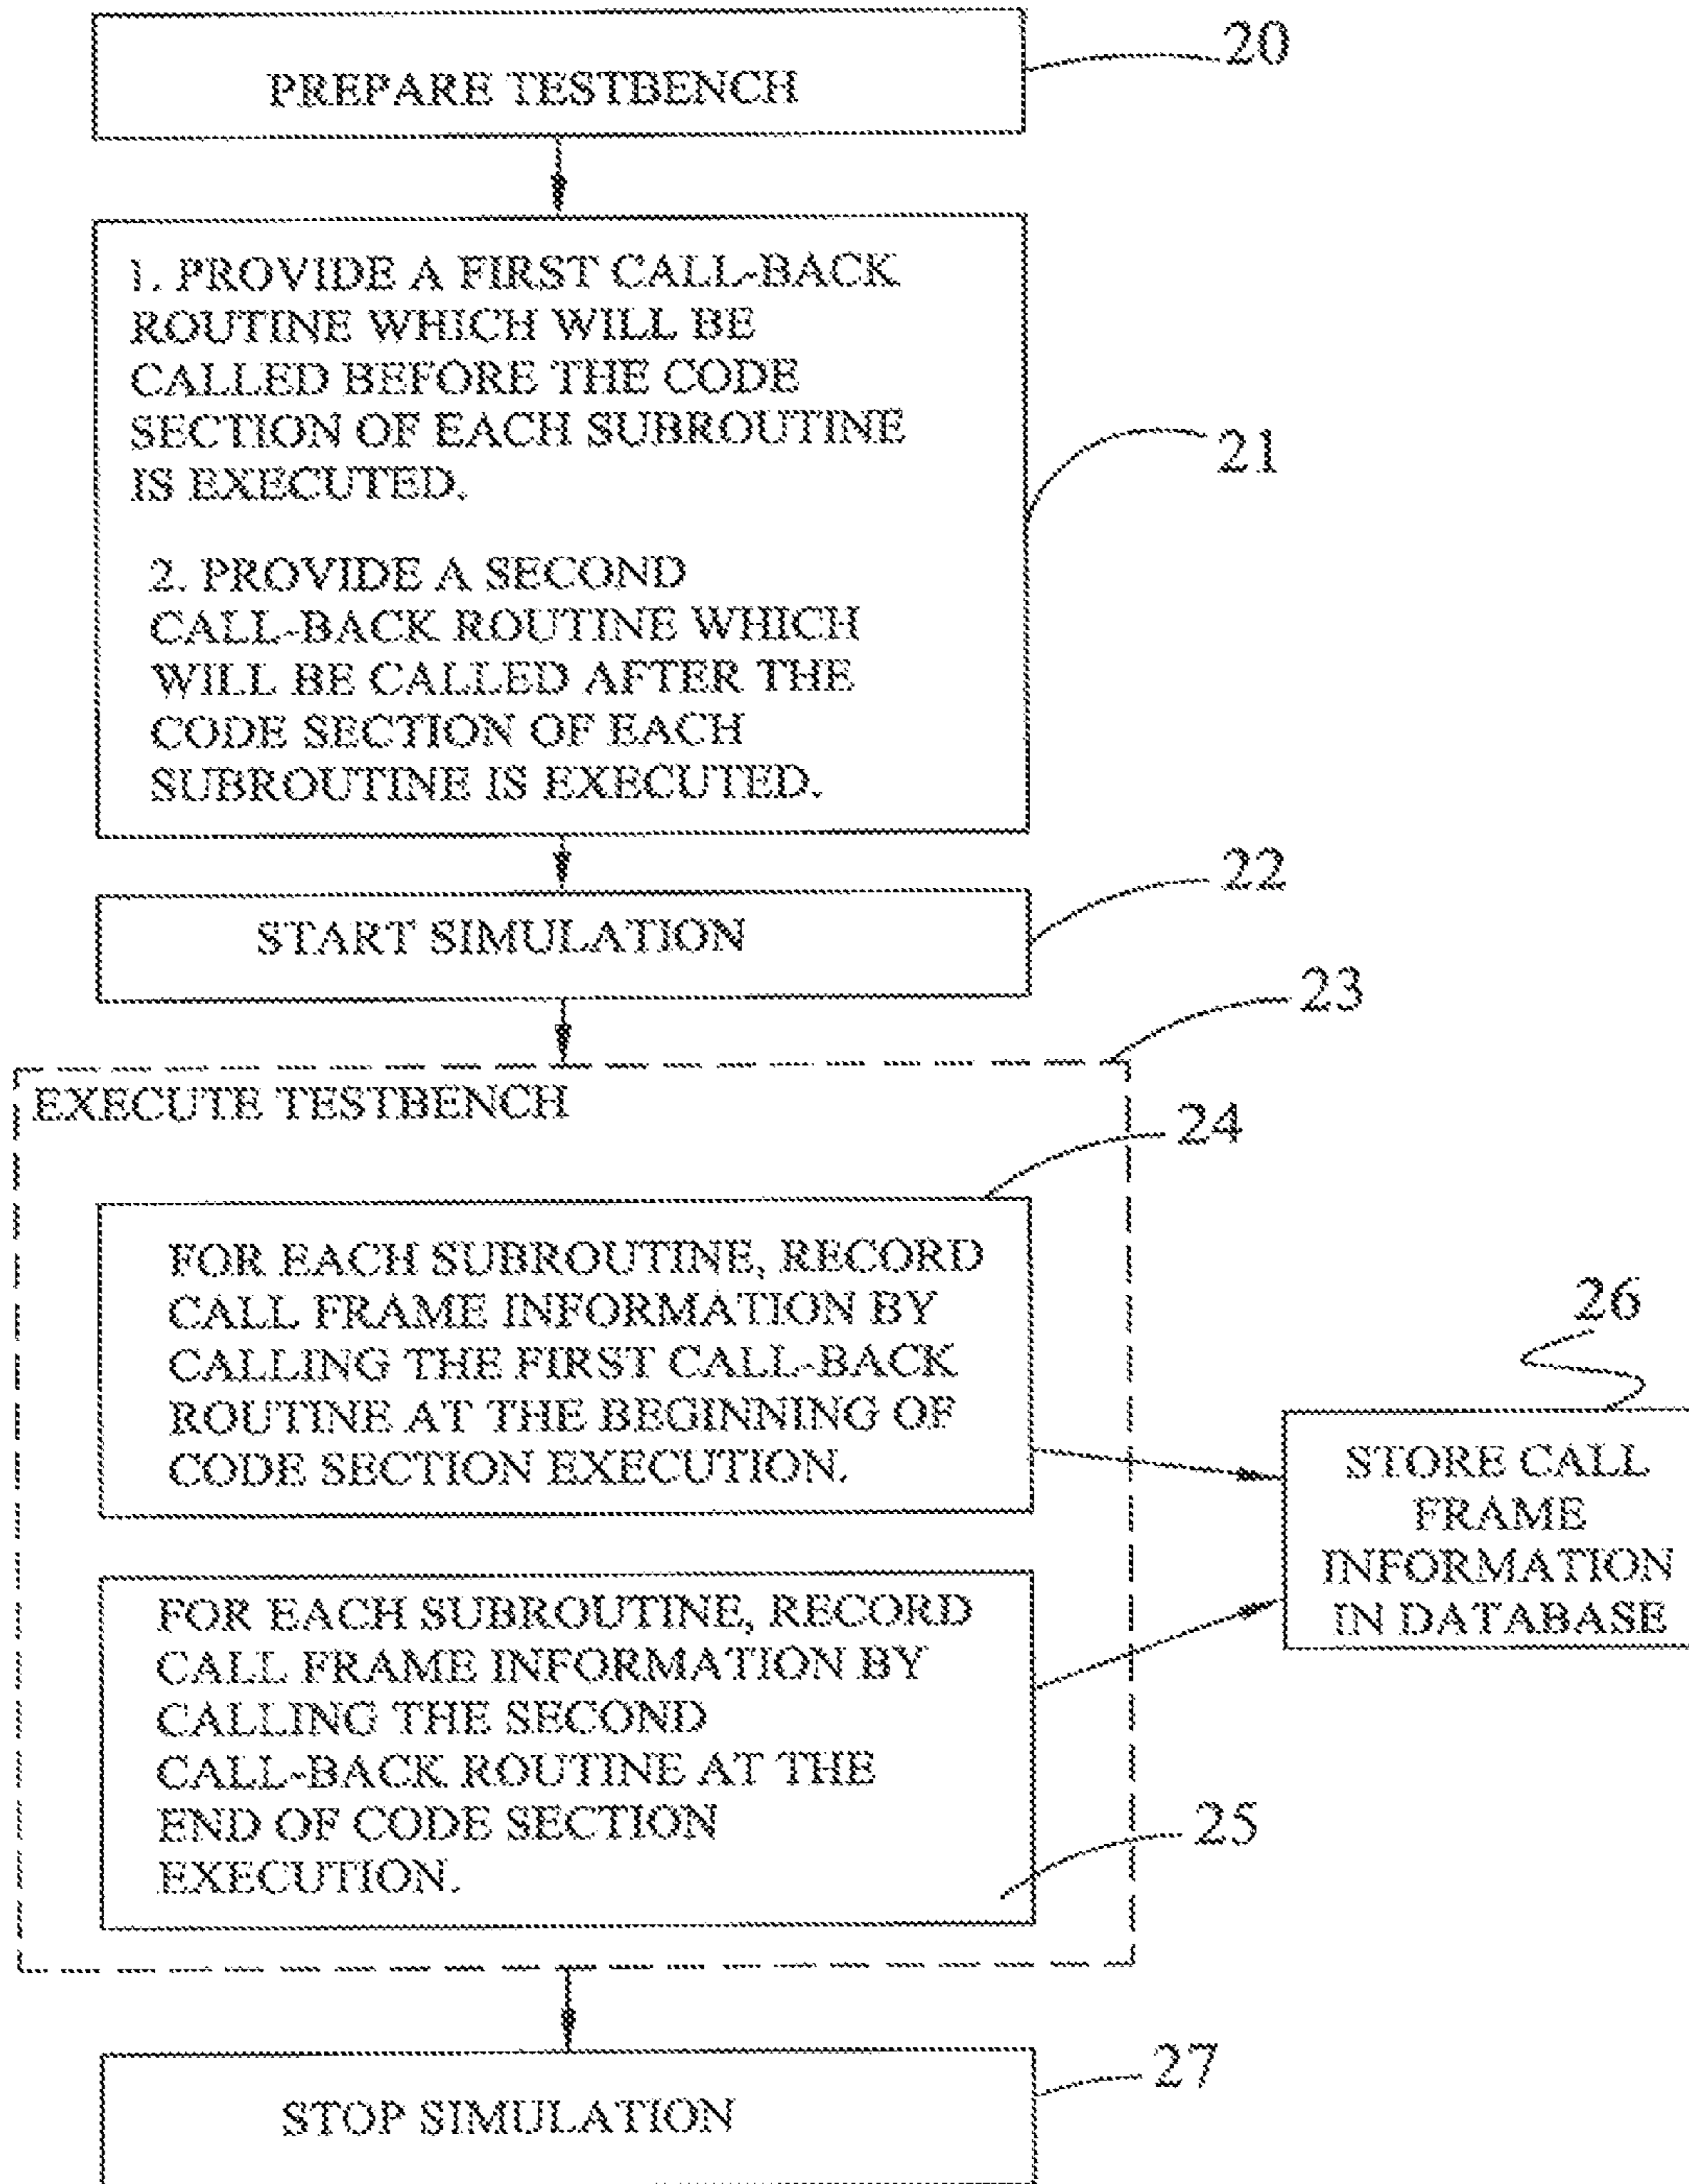 PREPARE TESTBENCH
20
1. PROVIDE A FIRST CALL-BACK
ROUTINE WHICH WILL BE
CALLED BEFORE THE CODE
SECTION OF EACH SUBROUTINE
IS EXECUTED.
21
2. PROVIDE A SECOND
CALL-BACK ROUTINE WHICH
WILL BE CALLED AFTER THE
CODE SECTION OF EACH
SUBROUTINE IS EXECUTED.
22
START SIMULATION
23
EXECUTE TESTBENCH
24
FOR EACH SUBROUTINE, RECORD
CALL FRAME INFORMATION BY
CALLING THE FIRST CALL-BACK
ROUTINE AT THE BEGINNING OF
CODE SECTION EXECUTION.
26
STORE CALL
FRAME
INFORMATION
IN DATABASE
FOR EACH SUBROUTINE, RECORD
CALL FRAME INFORMATION BY
CALLING THE SECOND
CALL-BACK ROUTINE AT THE
END OF CODE SECTION
EXECUTION.
25
27
STOP SIMULATION